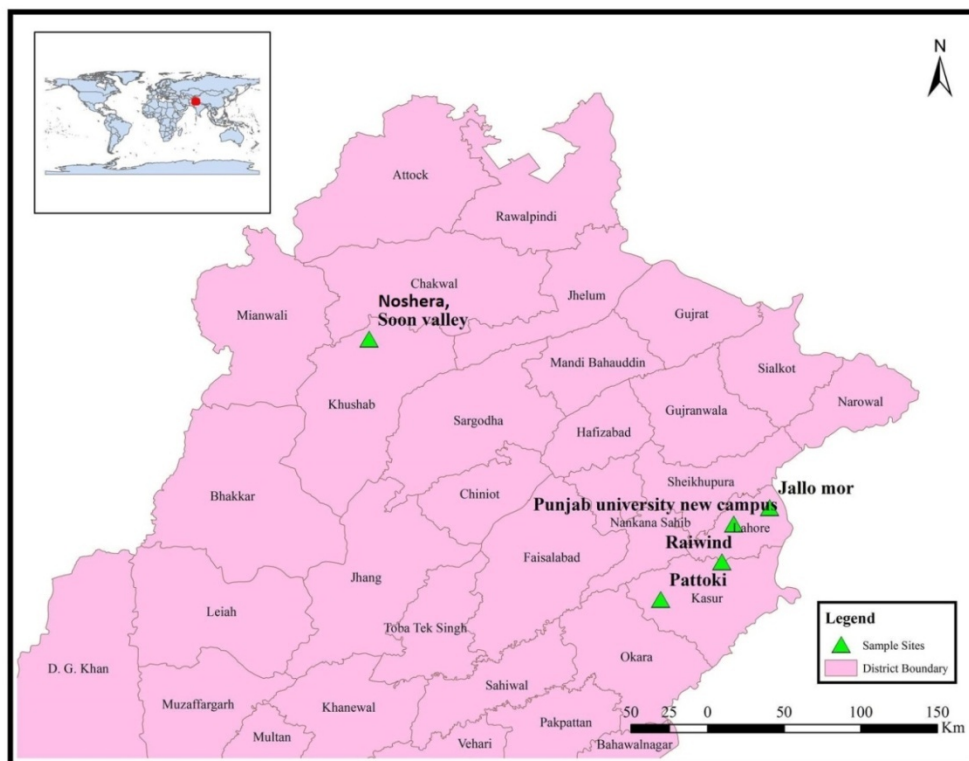 N
Attock
Rawalpindi
Chakwal
Noshera,
Soon valley
Jhelum
Mianwali
Gujrat
Mandi Bahauddin
Sialkot
Khushab
Sargodha
Gujranwala
Narowal
Hafizabad
Sheikhupura
Bhakkar
Chiniot
Jallo mor
Punjab university new campus
Nankana Sahib
Lahore
Raiwind
Faisalabad
Jhang
Pattoki
Kasur
Leiah
Toba Tek Singh
Legend
Sample Sites
District Boundary
D. G. Khan
Okara
Sahiwal
Muzaffargarh
Khanewal
Pakpattan
Multan
Vehari
Bahawalnagar
50 25 0 50 100 150
Km